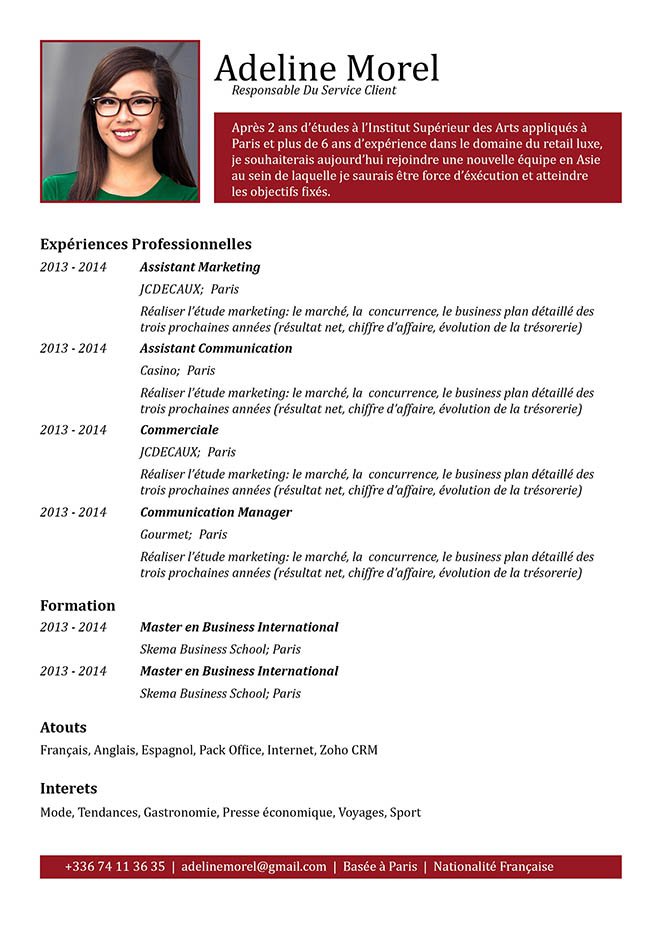 Adeline Morel
Responsable Du Service Client
Après 2 ans d'études à l'Institut Supérieur des Arts appliqués à
Paris et plus de 6 ans d'expérience dans le domaine du retail luxe,
je souhaiterais aujourd'hui rejoindre une nouvelle équipe en Asie
au sein de laquelle je saurais être force d'éxécution et atteindre
les objectifs fixés.
Expériences Professionnelles
2013 - 2014 Assistant Marketing
JCDECAUX; Paris
Réaliser l'étude marketing: le marché, la concurrence, le business plan détaillé des
trois prochaines années (résultat net, chiffre d'affaire, évolution de la trésorerie)
2013 - 2014 Assistant Communication
Casino; Paris
Réaliser l'étude marketing: le marché, la concurrence, le business plan détaillé des
trois prochaines années (résultat net, chiffre d'affaire, évolution de la trésorerie)
2013 - 2014 Commerciale
JCDECAUX; Paris
Réaliser l'étude marketing: le marché, la concurrence, le business plan détaillé des
trois prochaines années (résultat net, chiffre d'affaire, évolution de la trésorerie)
2013 - 2014 Communication Manager
Gourmet; Paris
Réaliser l'étude marketing: le marché, la concurrence, le business plan détaillé des
trois prochaines années (résultat net, chiffre d'affaire, évolution de la trésorerie)
Formation
2013 - 2014 Master en Business International
Skema Business School; Paris
2013 - 2014 Master en Business International
Skema Business School; Paris
Atouts
Français, Anglais, Espagnol, Pack Office, Internet, Zoho CRM
Interets
Mode, Tendances, Gastronomie, Presse économique, Voyages, Sport
+336 74 11 36 35 | adelinemorel@gmail.com | Basée à Paris | Nationalité Française